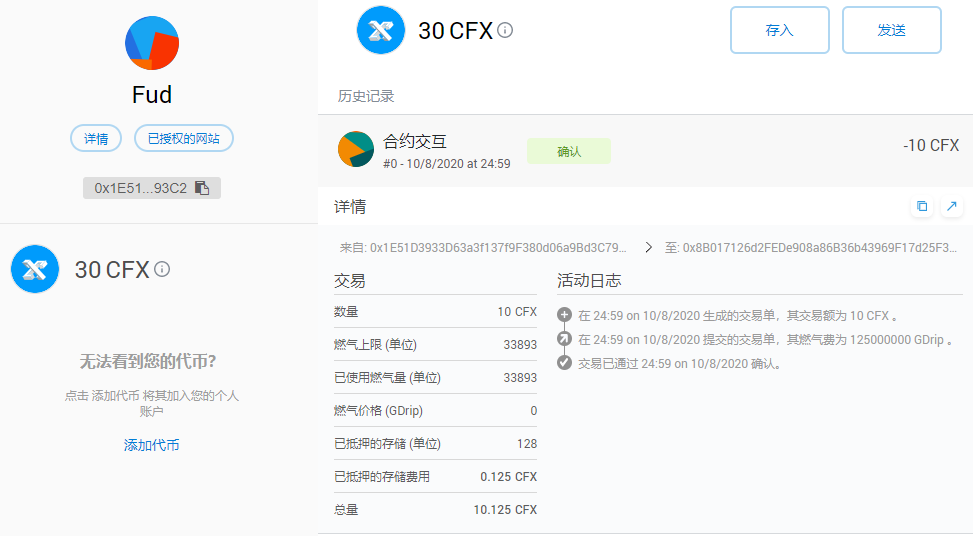 Fud
详情
已授权的网站
0x1E51...93C2
30 CFX
无法看到您的代币?
点击 添加代币 将其加入您的个人
账户
添加代币
30 CFX
存入
发送
历史记录
合约交互
#0 - 10/8/2020 at 24:59
确认
-10 CFX
详情
来自: 0x1E51D3933D63a3f137f9F380d06a9Bd3C79...
至: 0x8B017126d2FEDe908a86B36b43969F17d25F3...
交易
数量 10 CFX
燃气上限 (单位) 33893
已使用燃气量 (单位) 33893
燃气价格 (GDrip) 0
已抵押的存储 (单位) 128
已抵押的存储费用 0.125 CFX
总量 10.125 CFX
活动日志
在 24:59 on 10/8/2020 生成的交易单，其交易额为 10 CFX 。
在 24:59 on 10/8/2020 提交的交易单，其燃气费为 125000000 GDrip 。
交易已通过 24:59 on 10/8/2020 确认。